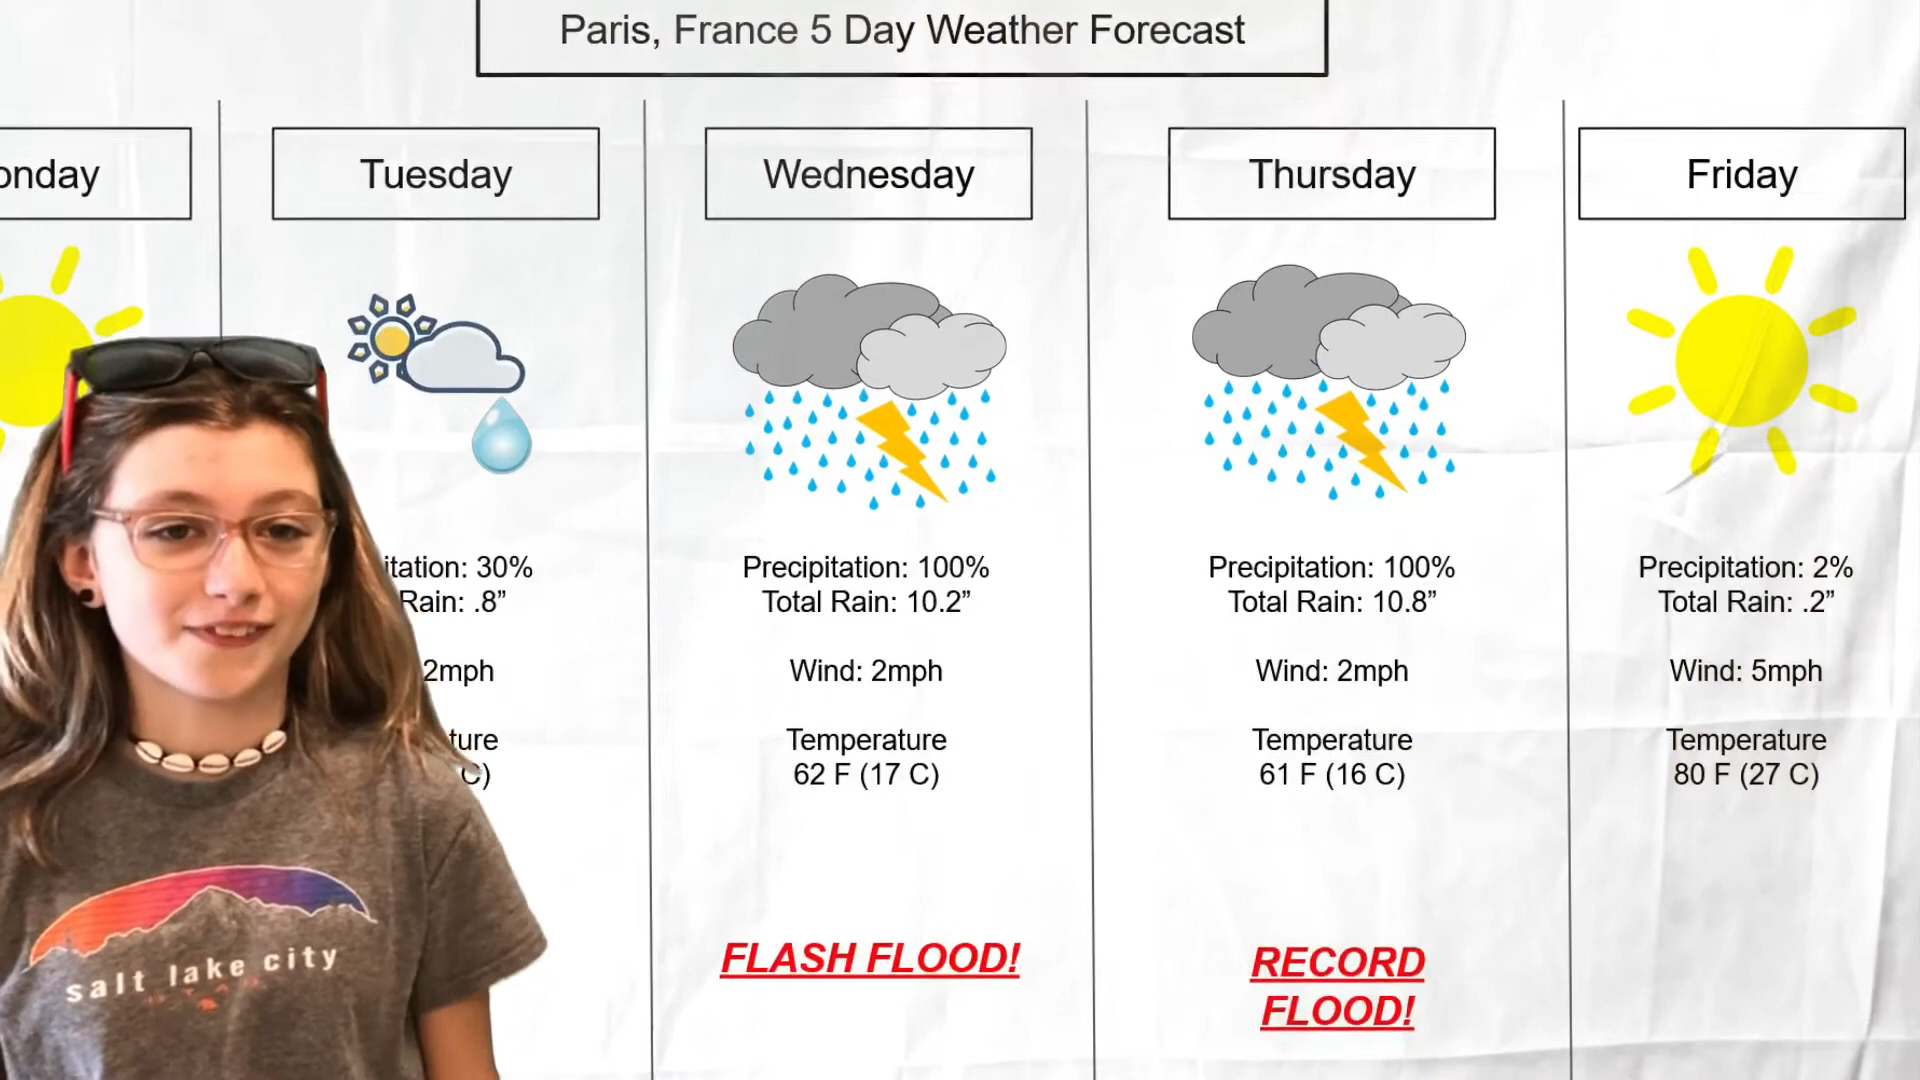 Paris, France 5 Day Weather Forecast
onday
Tuesday
Wednesday
Thursday
Friday
itation: 30%
Rain: .8”
2mph
ture
C)
Precipitation: 100%
Total Rain: 10.2”
Wind: 2mph
Temperature
62 F (17 C)
FLASH FLOOD!
Precipitation: 100%
Total Rain: 10.8”
Wind: 2mph
Temperature
61 F (16 C)
RECORD
FLOOD!
Precipitation: 2%
Total Rain: .2”
Wind: 5mph
Temperature
80 F (27 C)
salt lake city